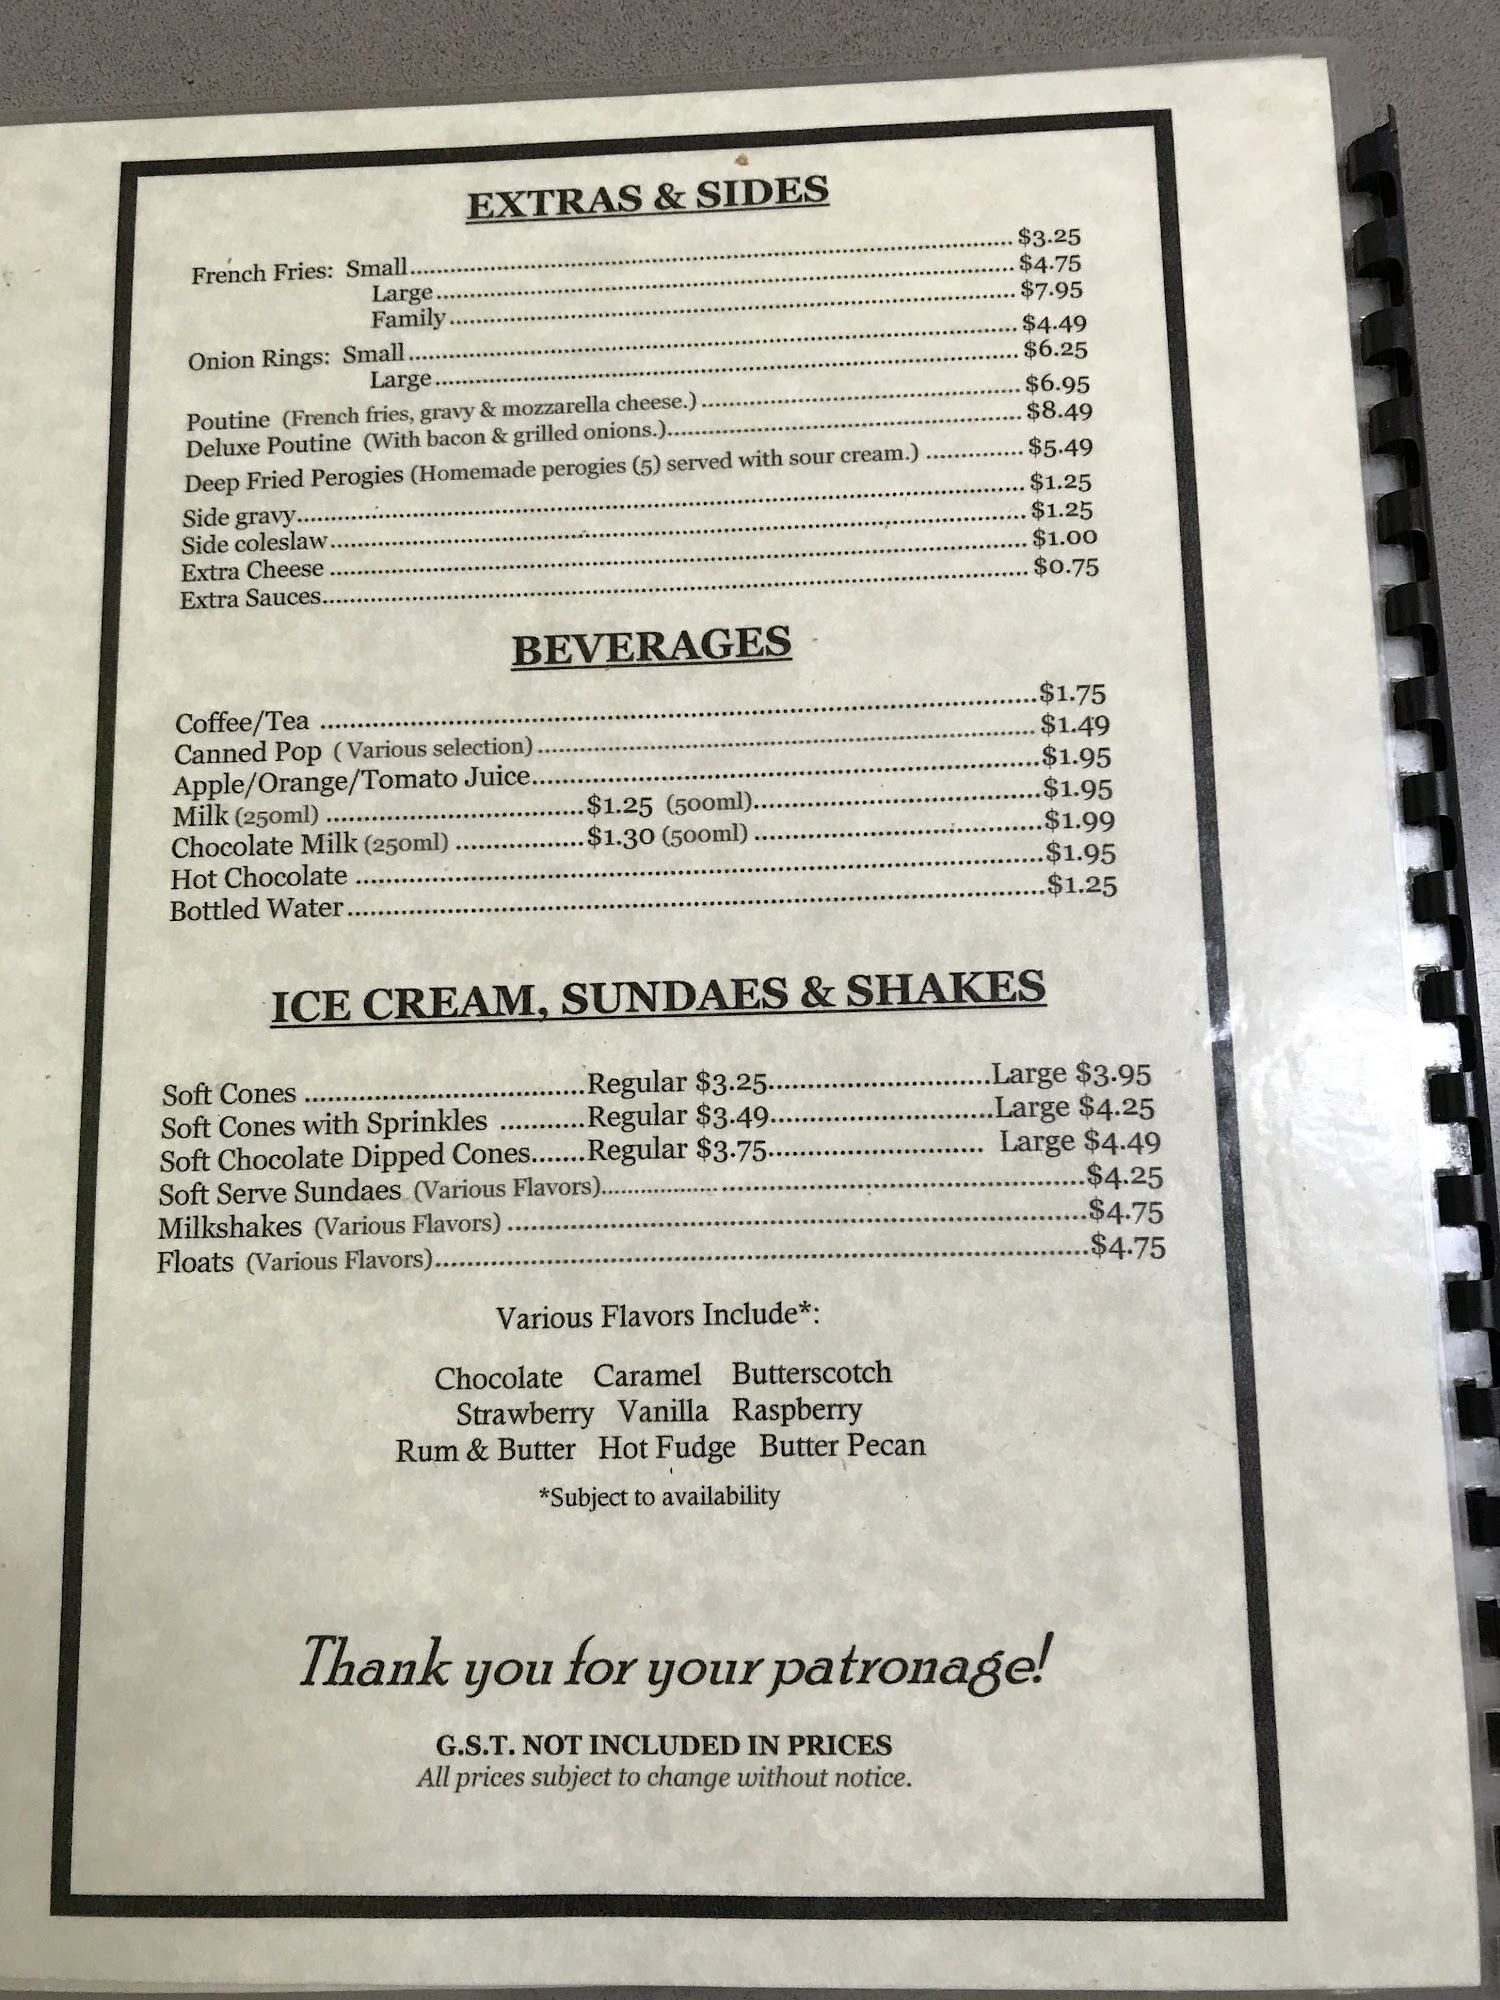 EXTRAS & SIDES
French Fries: Small.......................................................$3.25
Large.......................................................$4.75
Family.......................................................$7.95
Onion Rings: Small.......................................................$4.49
Large.......................................................$6.25
Poutine (French fries, gravy & mozzarella cheese.)..............................$6.95
Deluxe Poutine (With bacon & grilled onions.)..............................$8.49
Deep Fried Perogies (Homemade perogies (5) served with sour cream.) .............$5.49
Side gravy.......................................................$1.25
Side coleslaw.......................................................$1.25
Extra Cheese .......................................................$1.00
Extra Sauces.......................................................$0.75
BEVERAGES
Coffee/Tea .......................................................$1.75
Canned Pop ( Various selection).......................................................$1.49
Apple/Orange/Tomato Juice.......................................................$1.95
Milk (250ml) .................................$1.25 (500ml)....................................$1.95
Chocolate Milk (250ml) .................$1.30 (500ml) ....................................$1.99
Hot Chocolate .......................................................$1.95
Bottled Water.......................................................$1.25
ICE CREAM, SUNDAES & SHAKES
Soft Cones ....................................Regular $3.25............................Large $3.95
Soft Cones with Sprinkles ...........Regular $3.49............................Large $4.25
Soft Chocolate Dipped Cones.......Regular $3.75........................... Large $4.49
Soft Serve Sundaes (Various Flavors).......................................................$4.25
Milkshakes (Various Flavors) .......................................................$4.75
Floats (Various Flavors).......................................................$4.75
Various Flavors Include*:
Chocolate Caramel Butterscotch
Strawberry Vanilla Raspberry
Rum & Butter Hot Fudge Butter Pecan
*Subject to availability
Thank you for your patronage!
G.S.T. NOT INCLUDED IN PRICES
All prices subject to change without notice.